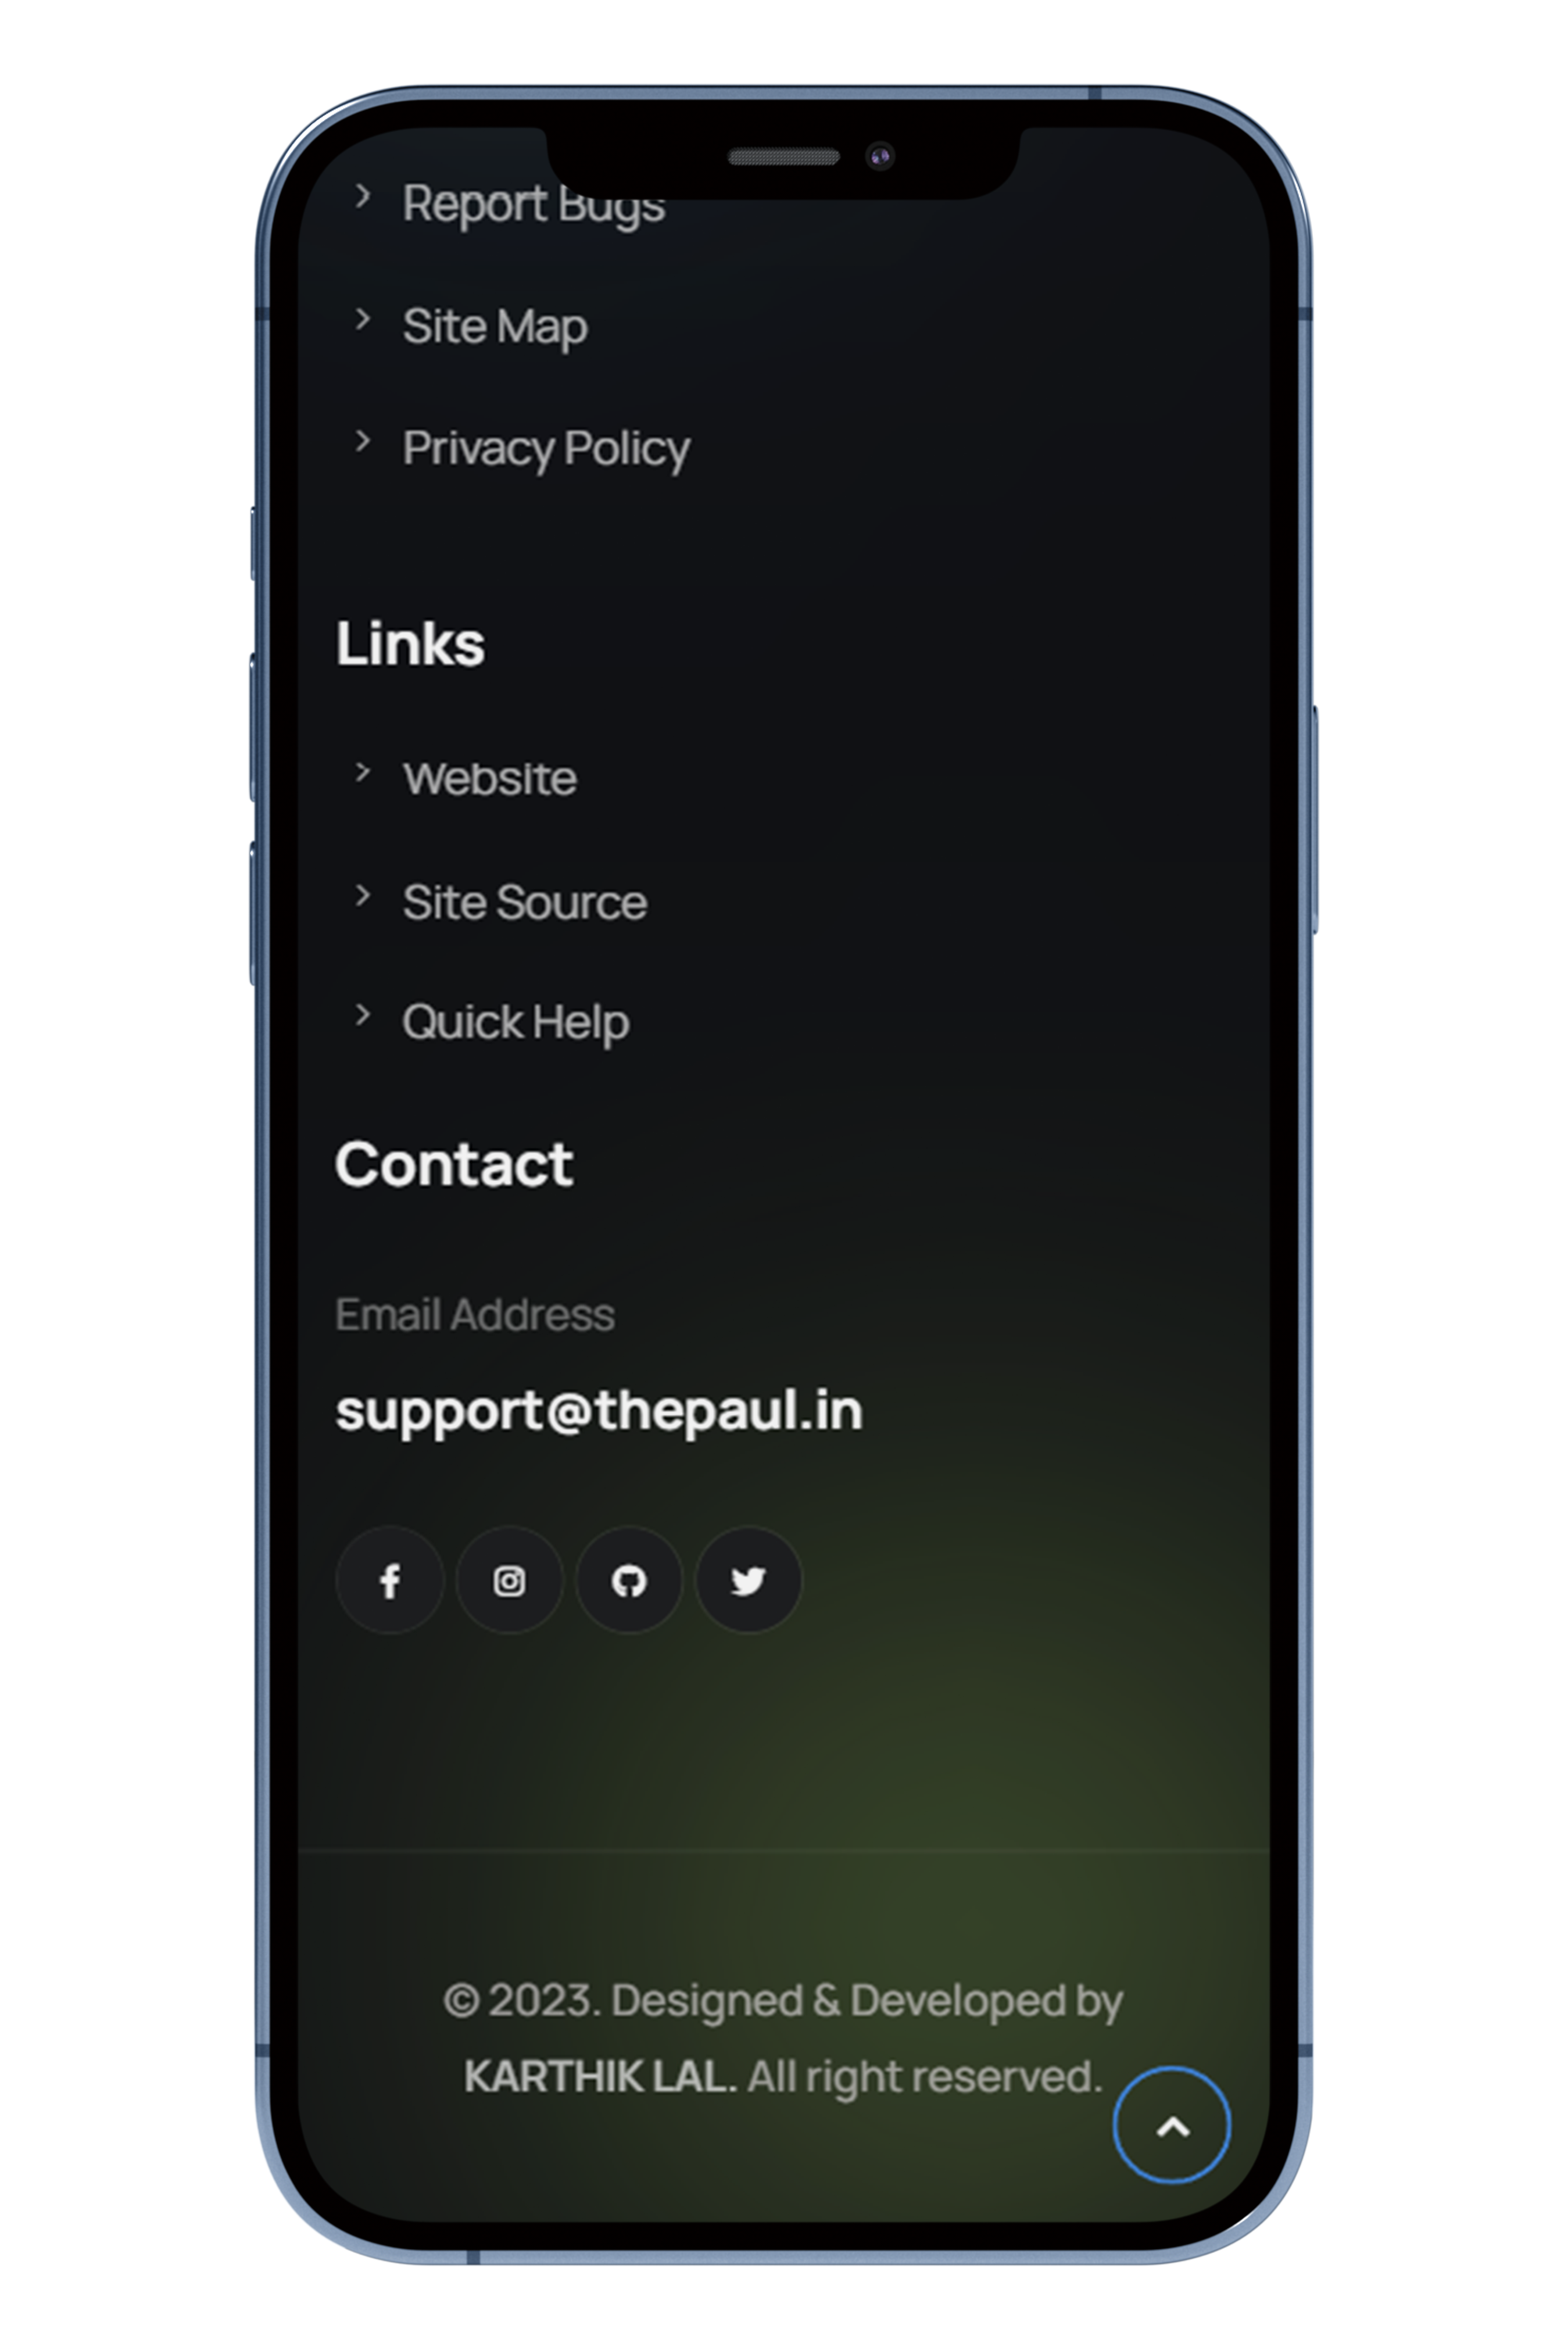 Report Bugs
Site Map
Privacy Policy
Links
Website
Site Source
Quick Help
Contact
Email Address
support@thepaul.in
© 2023. Designed & Developed by
KARTHIK LAL. All right reserved.